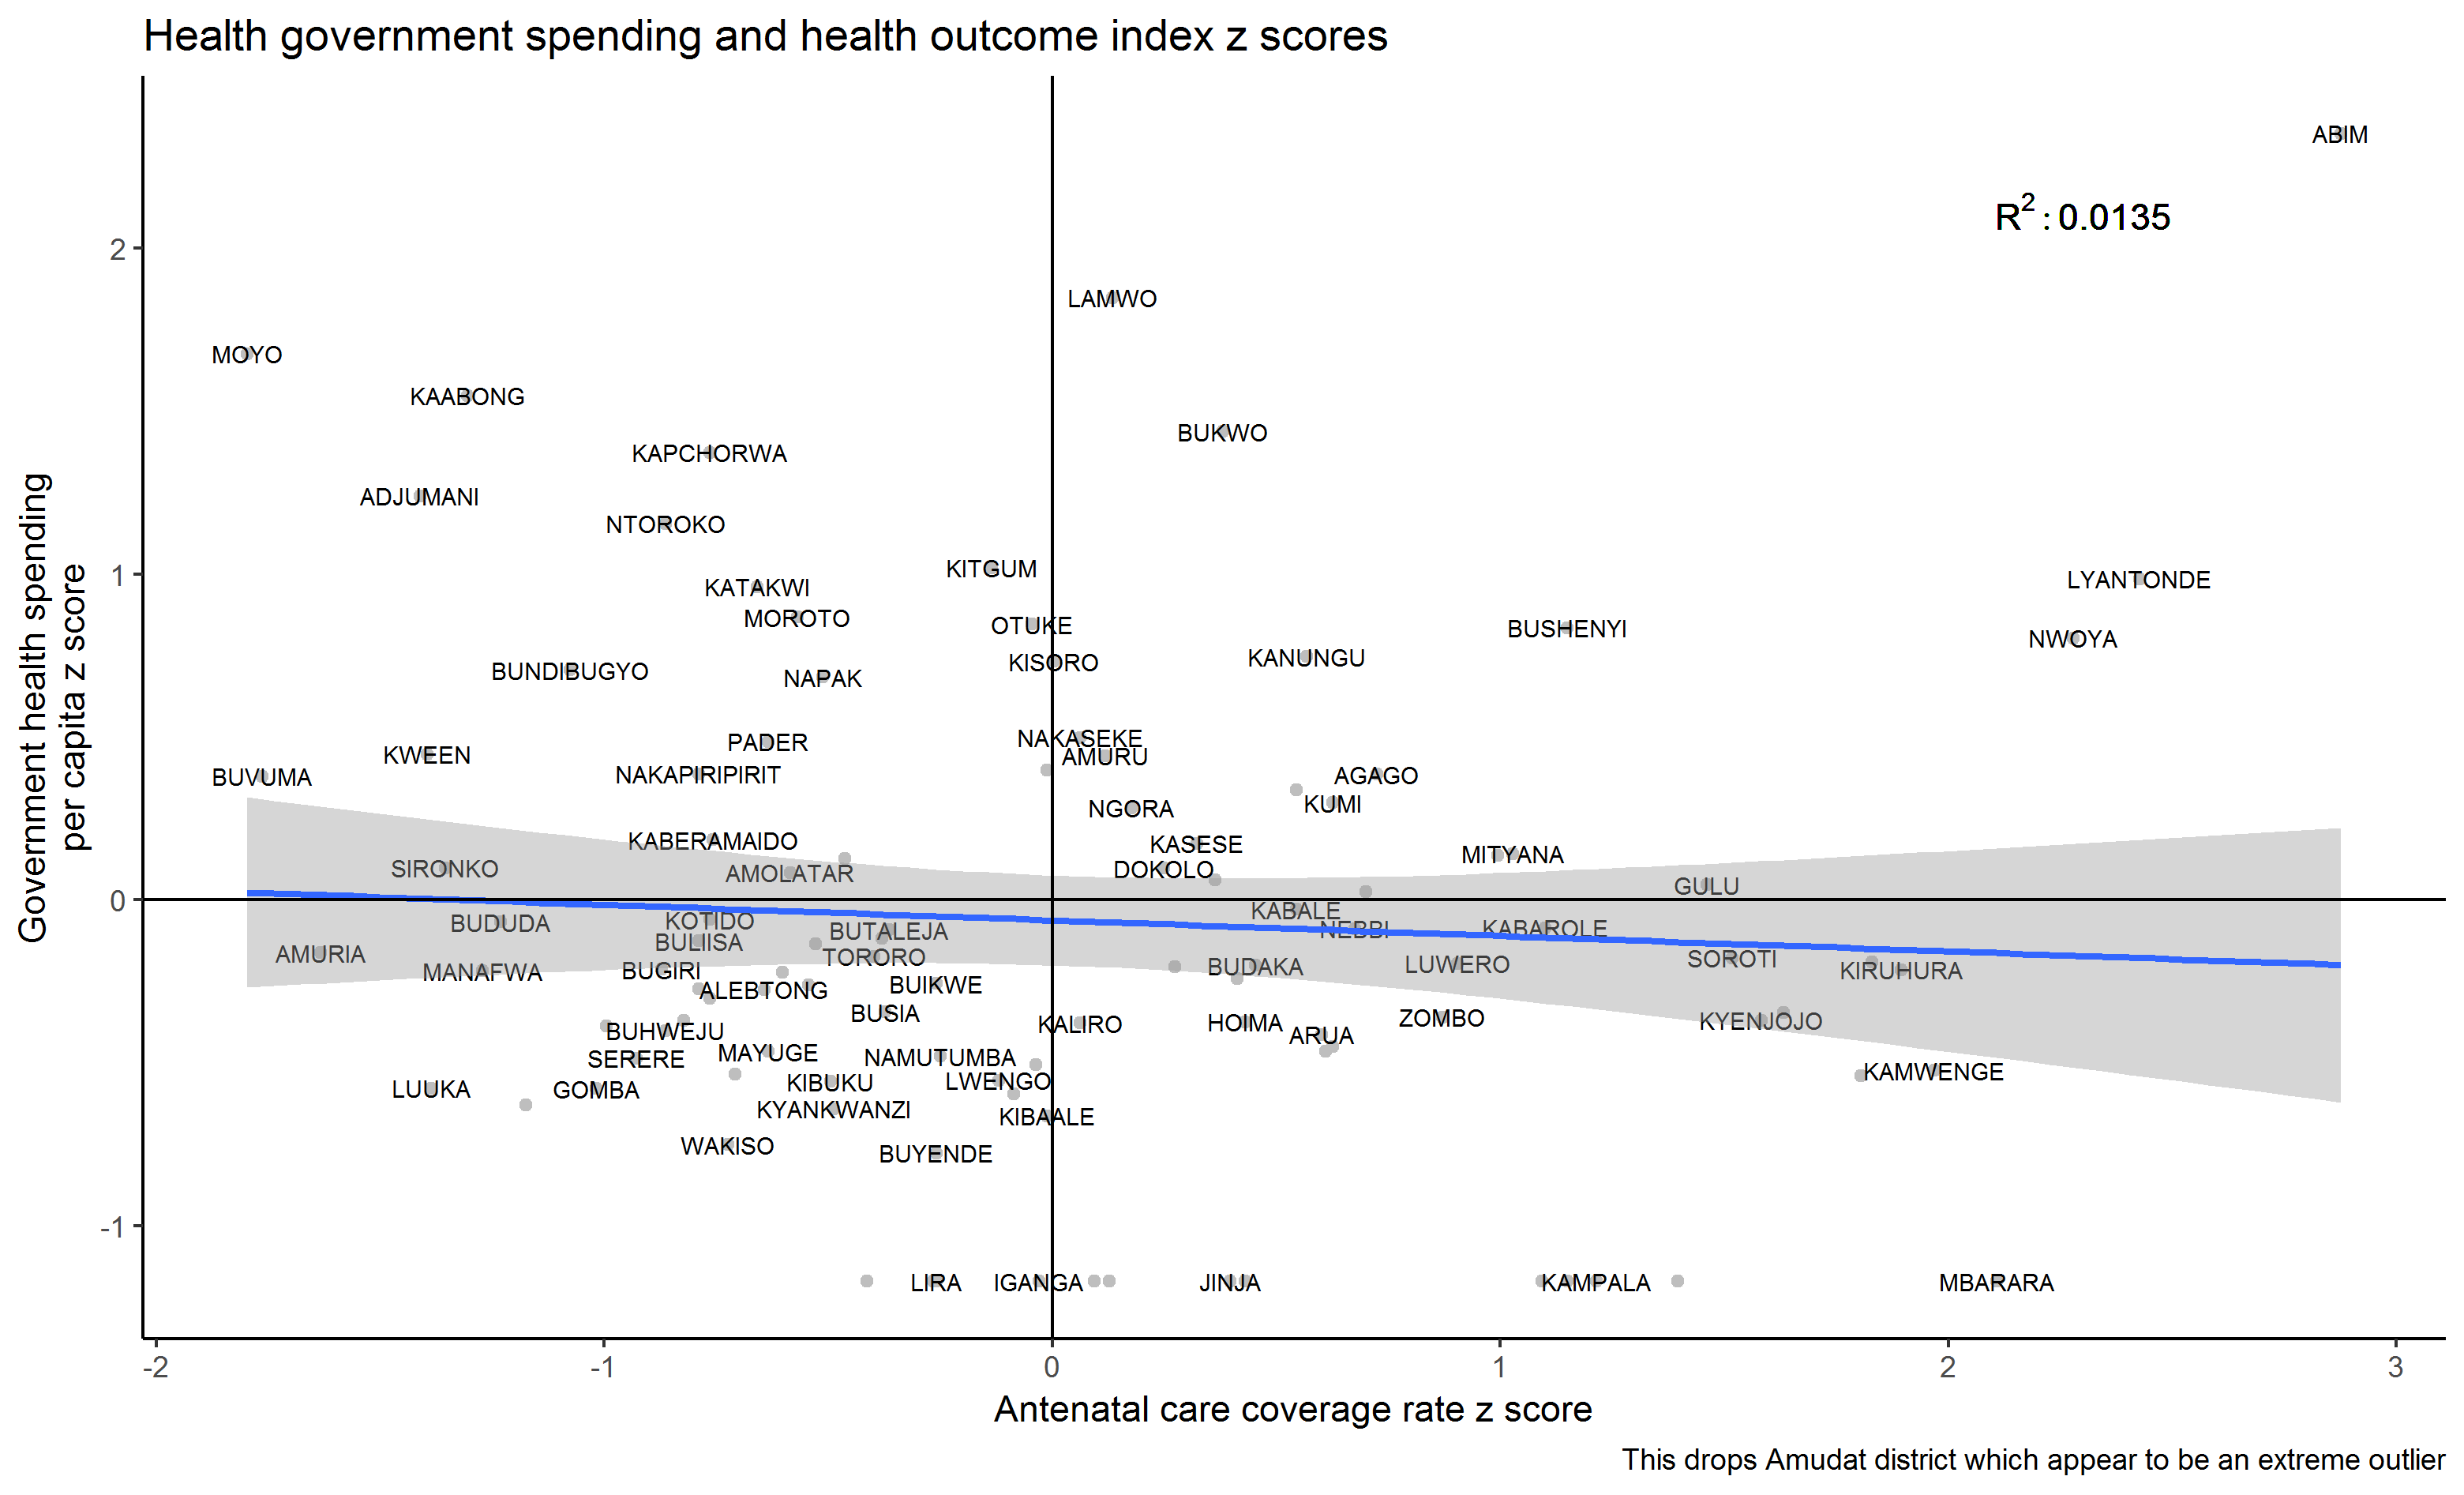 Health government spending and health outcome index z scores
ABIM
R2:0.0135
LAMWO
MOYO
KAABONG
BUKWO
KAPCHORWA
ADJUMANI
NTOROKO
KITGUM
KATAKWI
LYANTONDE
MOROTO
OTUKE
BUSHENYI
NWOYA
KISORO
KANUNGU
BUNDIBUGYO
NAPAK
NAKASEKE
PADER
AMURU
KWEEN
BUVUMA
NAKAPIRIPIRIT
AGAGO
KUMI
NGORA
KABERAMAIDO
KASESE
MITYANA
SIRONKO
AMOLATAR
DOKOLO
GULU
KABALE
BUDUDA
KOTIDO
BUTALEJA
NEBBI
KABAROLE
BULIISA
AMURIA
TORORO
SOROTI
MANAFWA
BUGIRI
BUDAKA
LUWERO
KIRUHURA
ALEBTONG
BUIKWE
BUSIA
KALIRO
HOIMA
ZOMBO
KYENJOJO
BUHWEJU
ARUA
SERERE
MAYUGE
NAMUTUMBA
KAMWENGE
LUUKA
GOMBA
KIBUKU
LWENGO
KYANKWANZI
KIBAALE
WAKISO
BUYENDE
LIRA
IGANGA
JINJA
KAMPALA
MBARARA
2
1
0
-1
Government health spending
per capita z score
-2
-1
0
1
2
3
Antenatal care coverage rate z score
This drops Amudat district which appear to be an extreme outlier